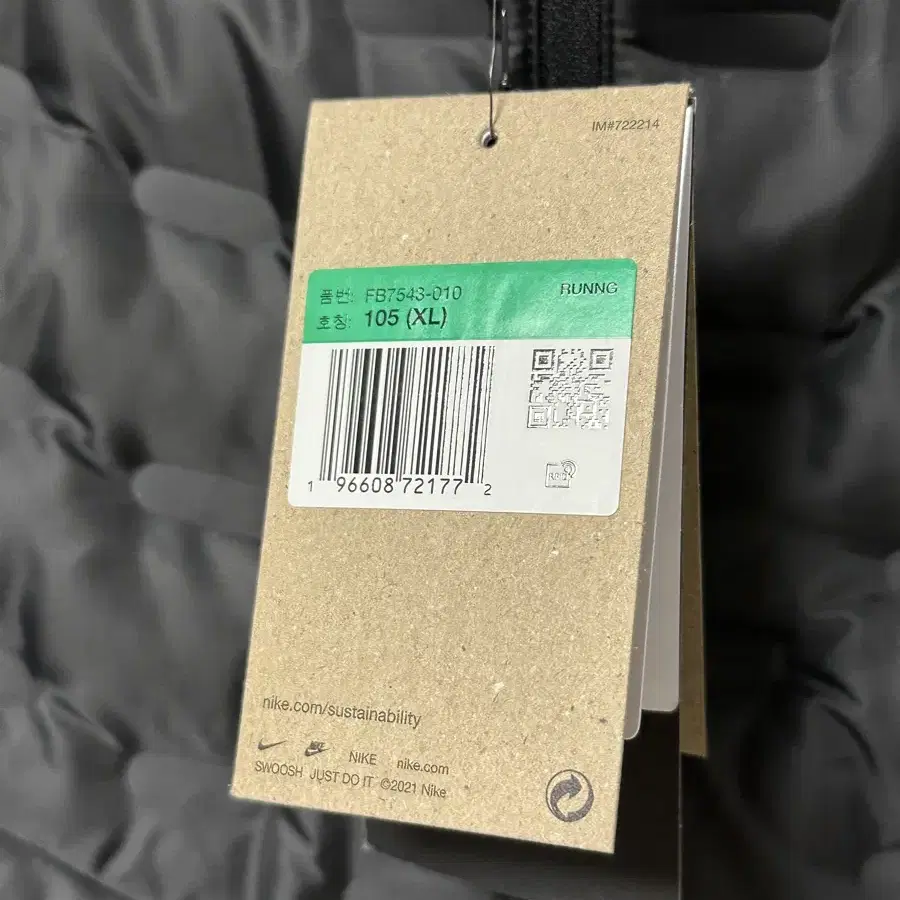 IM#722214
품번: FB7543-010
RUNNG
호칭: 105 (XL)
1 96608 72177 2
nike.com/sustainability
NIKE nike.com
SWOOSH JUST DO IT ©2021 Nike